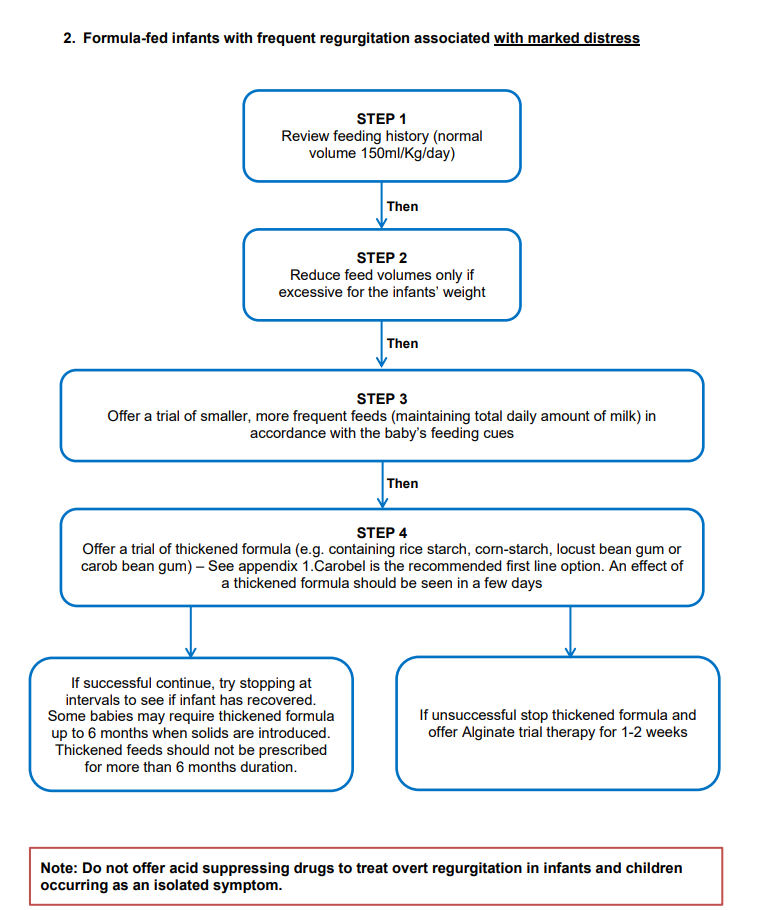 2. Formula-fed infants with frequent regurgitation associated with marked distress
STEP 1
Review feeding history (normal
volume 150ml/Kg/day)
Then
STEP 2
Reduce feed volumes only if
excessive for the infants’ weight
Then
STEP 3
Offer a trial of smaller, more frequent feeds (maintaining total daily amount of milk) in
accordance with the baby’s feeding cues
Then
STEP 4
Offer a trial of thickened formula (e.g. containing rice starch, corn-starch, locust bean gum or
carob bean gum) – See appendix 1.Carobel is the recommended first line option. An effect of
a thickened formula should be seen in a few days
If successful continue, try stopping at
intervals to see if infant has recovered.
Some babies may require thickened formula
up to 6 months when solids are introduced.
Thickened feeds should not be prescribed
for more than 6 months duration.
If unsuccessful stop thickened formula and
offer Alginate trial therapy for 1-2 weeks
Note: Do not offer acid suppressing drugs to treat overt regurgitation in infants and children
occurring as an isolated symptom.